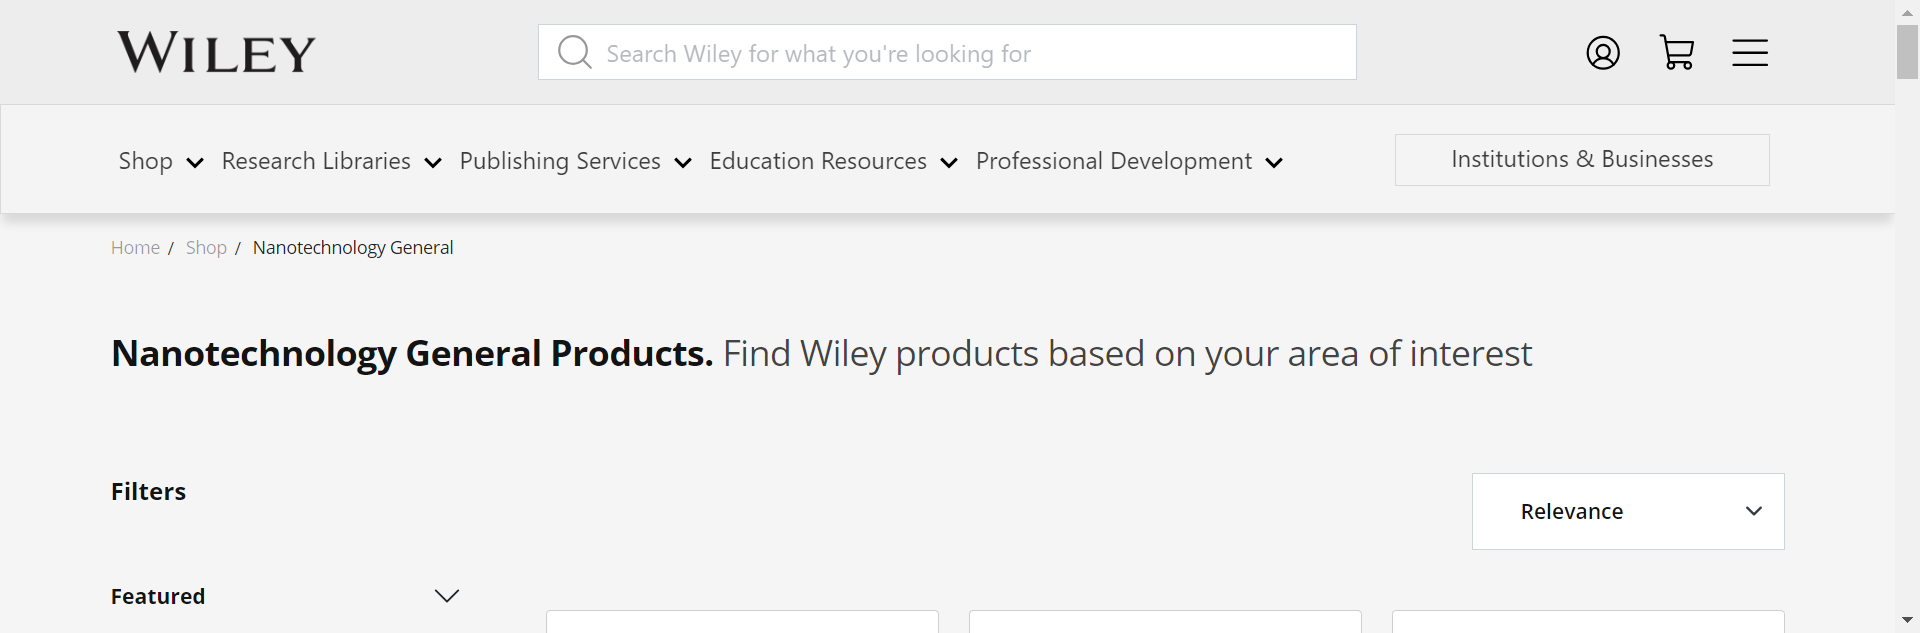 WILEY
Search Wiley for what you're looking for
Shop Research Libraries Publishing Services Education Resources Professional Development Institutions & Businesses
Home / Shop / Nanotechnology General
Nanotechnology General Products. Find Wiley products based on your area of interest
Filters
Relevance
Featured